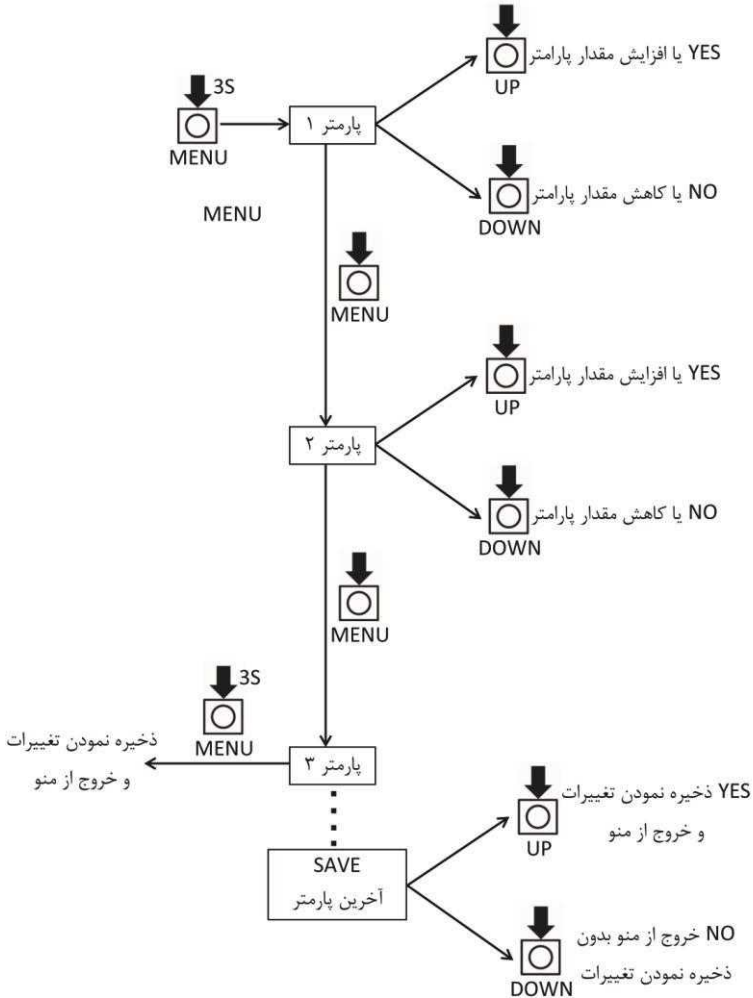 YES یا افزایش مقدار پارامتر
UP
3S
MENU
پارمتر ۱
NO یا کاهش مقدار پارامتر
DOWN
MENU
MENU
YES یا افزایش مقدار پارامتر
UP
پارمتر ۲
NO یا کاهش مقدار پارامتر
DOWN
MENU
3S
MENU
ذخیره نمودن تغییرات
و خروج از منو
پارمتر ۳
YES ذخیره نمودن تغییرات
و خروج از منو
UP
SAVE
آخرین پارمتر
NO خروج از منو بدون
ذخیره نمودن تغییرات
DOWN